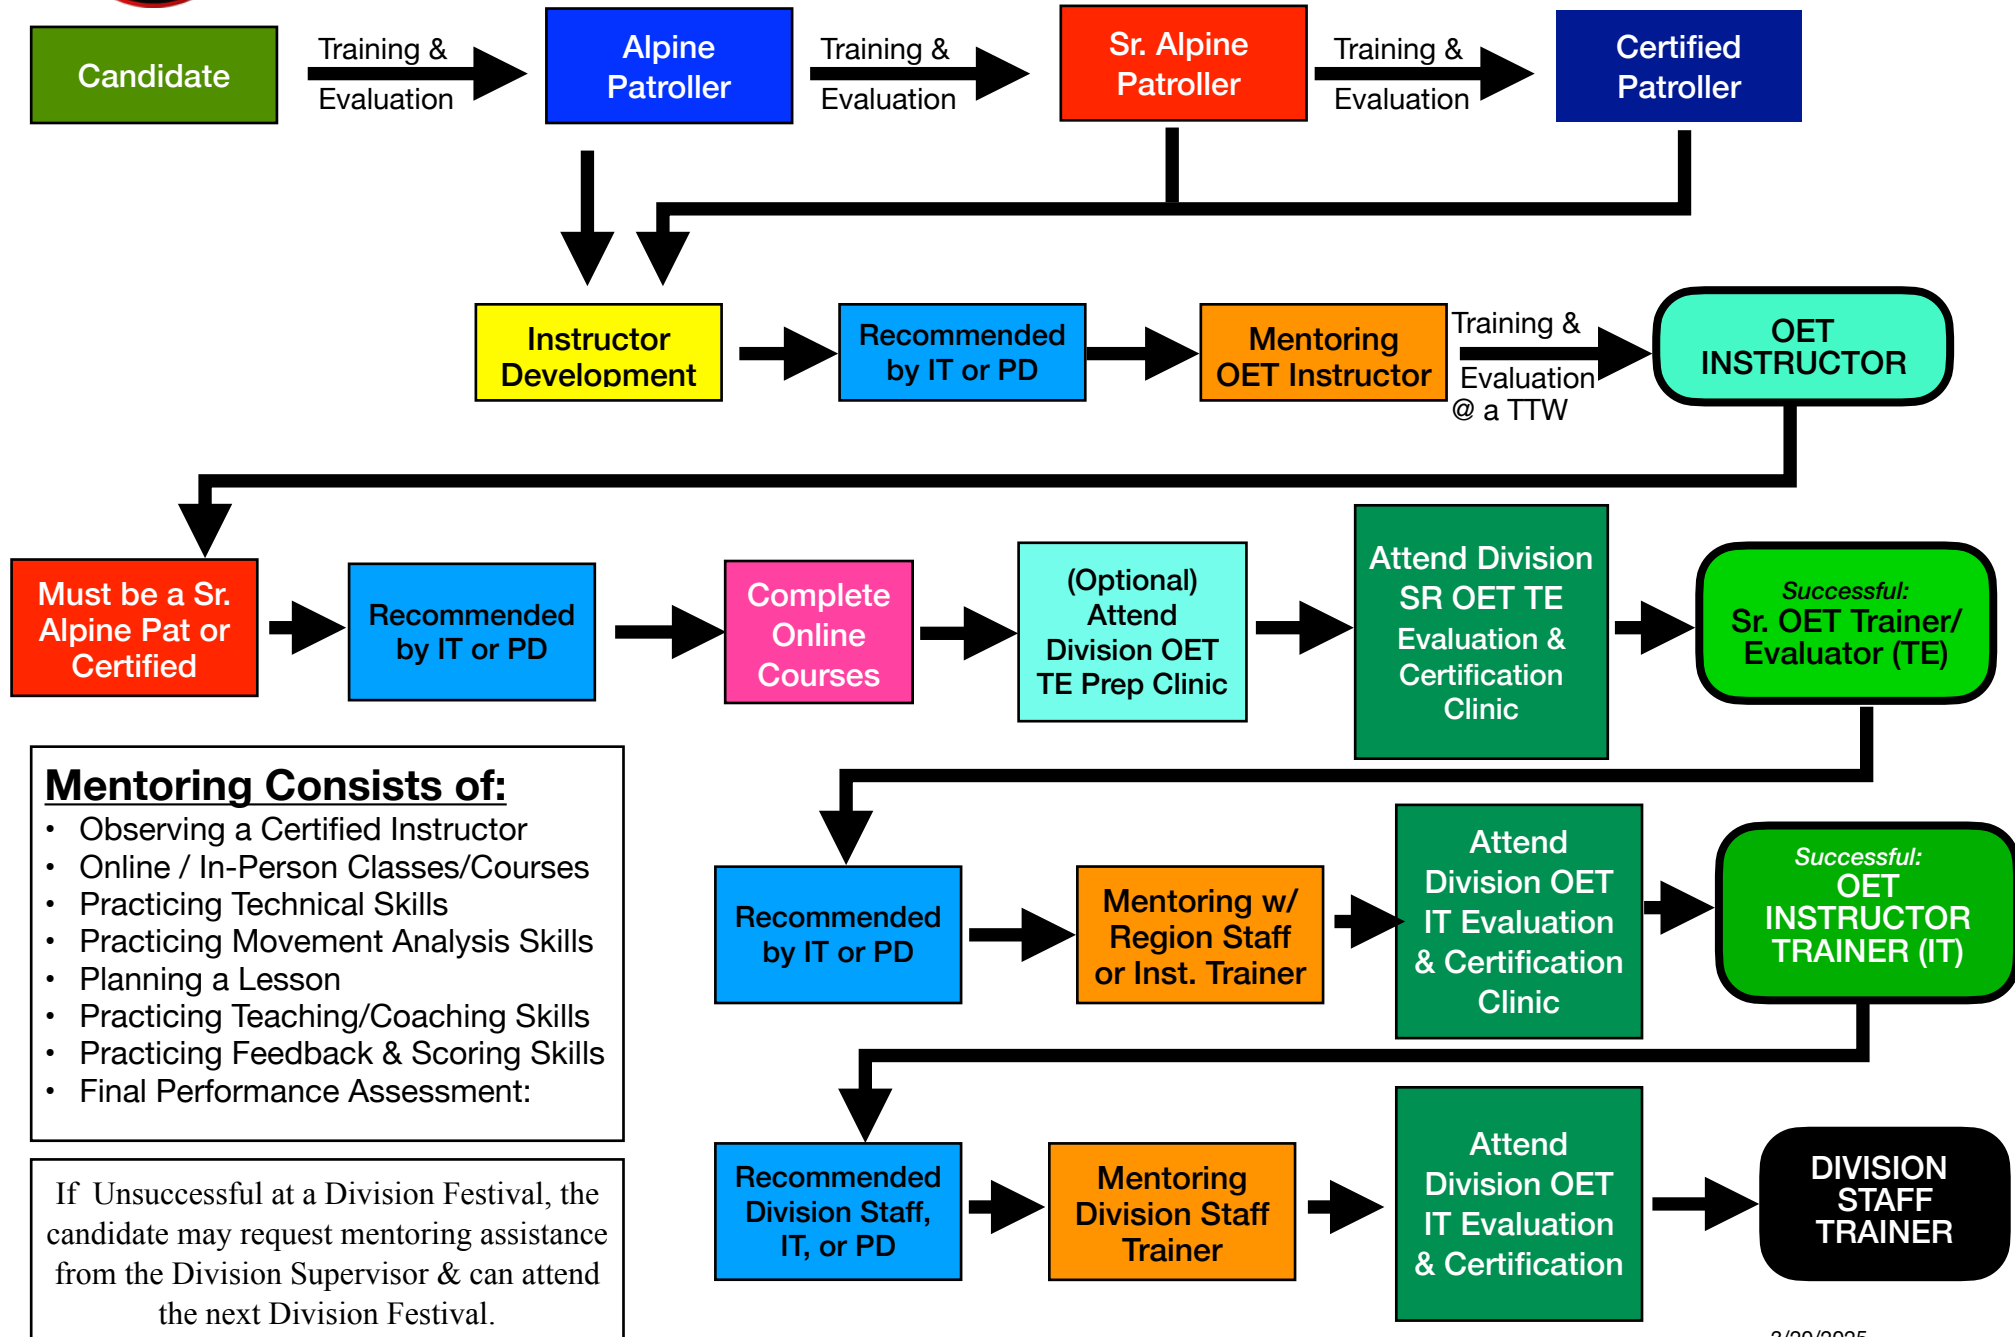 Candidate
Training &
Evaluation
Alpine
Patroller
Training &
Evaluation
Sr. Alpine
Patroller
Training &
Evaluation
Certified
Patroller
Instructor
Development
Recommended
by IT or PD
Mentoring
OET Instructor
Training &
Evaluation
@ a TTW
OET
INSTRUCTOR
Must be a Sr.
Alpine Pat or
Certified
Recommended
by IT or PD
Complete
Online
Courses
(Optional)
Attend
Division OET
TE Prep Clinic
Attend Division
SR OET TE
Evaluation &
Certification
Clinic
Successful:
Sr. OET Trainer/
Evaluator (TE)
Mentoring Consists of:
• Observing a Certified Instructor
• Online / In-Person Classes/Courses
• Practicing Technical Skills
• Practicing Movement Analysis Skills
• Planning a Lesson
• Practicing Teaching/Coaching Skills
• Practicing Feedback & Scoring Skills
• Final Performance Assessment:
Recommended
by IT or PD
Mentoring w/
Region Staff
or Inst. Trainer
Attend
Division OET
IT Evaluation
& Certification
Clinic
Successful:
OET
INSTRUCTOR
TRAINER (IT)
If Unsuccessful at a Division Festival, the
candidate may request mentoring assistance
from the Division Supervisor & can attend
the next Division Festival.
Recommended
Division Staff,
IT, or PD
Mentoring
Division Staff
Trainer
Attend
Division OET
IT Evaluation
& Certification
DIVISION
STAFF
TRAINER